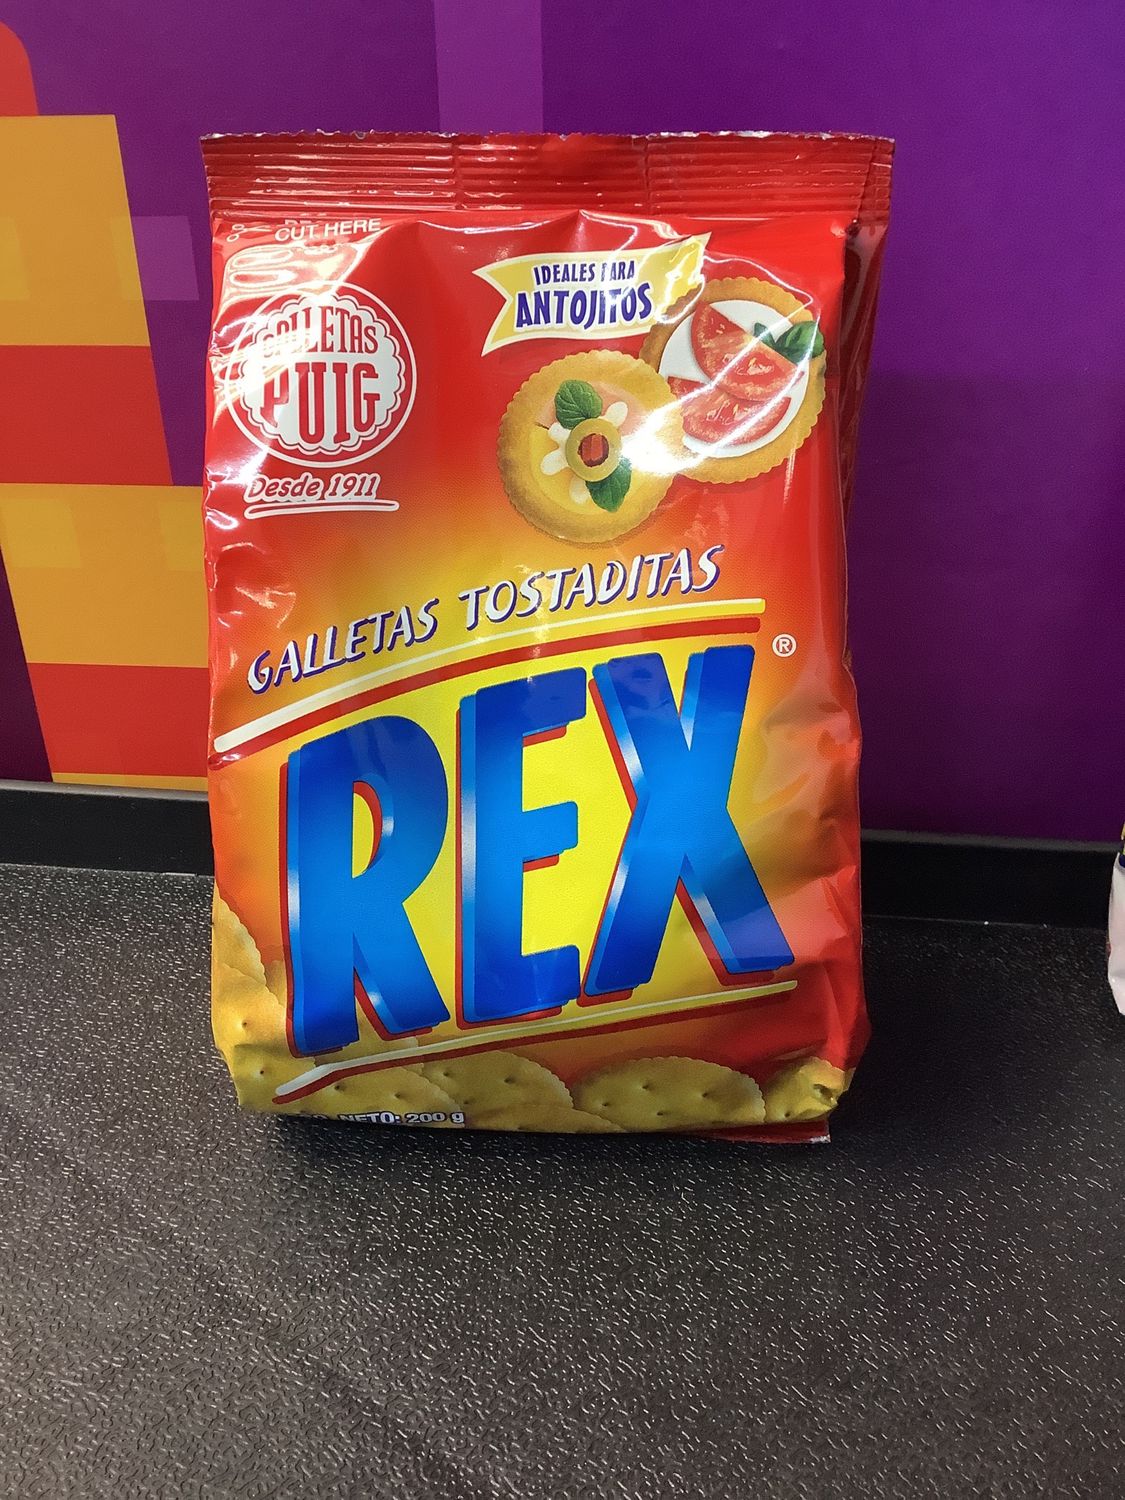 CUT HERE
IDEALES PARA
ANTOJITOS
GALLETAS
PUIG
Desde 1911
GALLETAS TOSTADITAS
REX®
NETO: 200 g